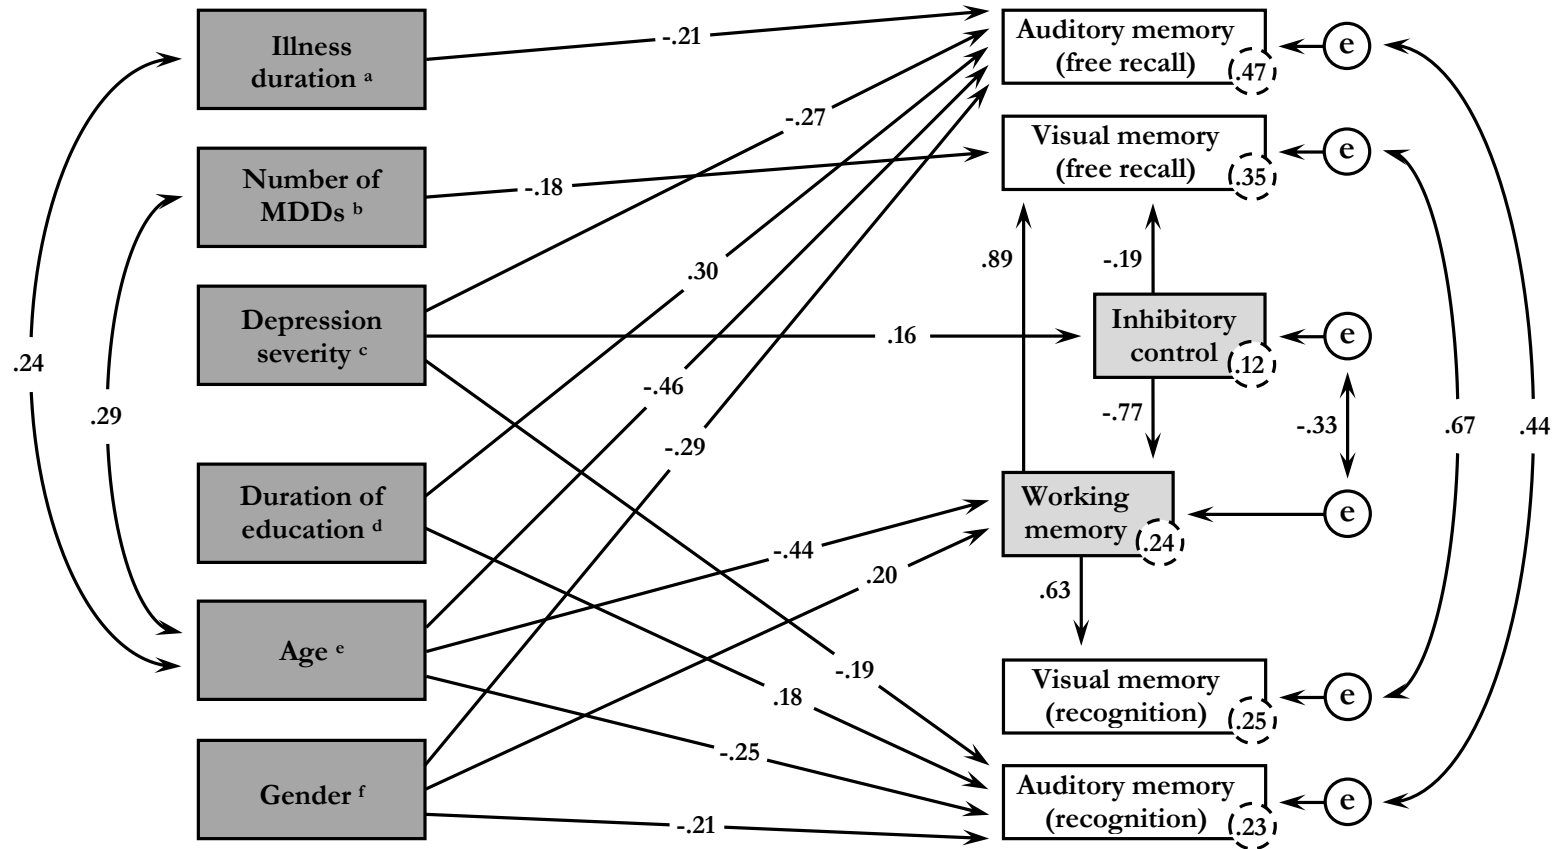 Illness
duration a
Number of
MDDs b
Depression
severity c
Duration of
education d
Age e
Gender f
.24
.29
-.21
-.27
-.18
.30
.16
-.46
-.29
-.44
.20
-.19
.18
-.25
-.21
Auditory memory
(free recall)
.47
e
Visual memory
(free recall)
.35
e
.89
-.19
Inhibitory
control
.12
e
-.77
-.33
.67
.44
Working
memory
.24
e
.63
Visual memory
(recognition)
.25
e
Auditory memory
(recognition)
.23
e